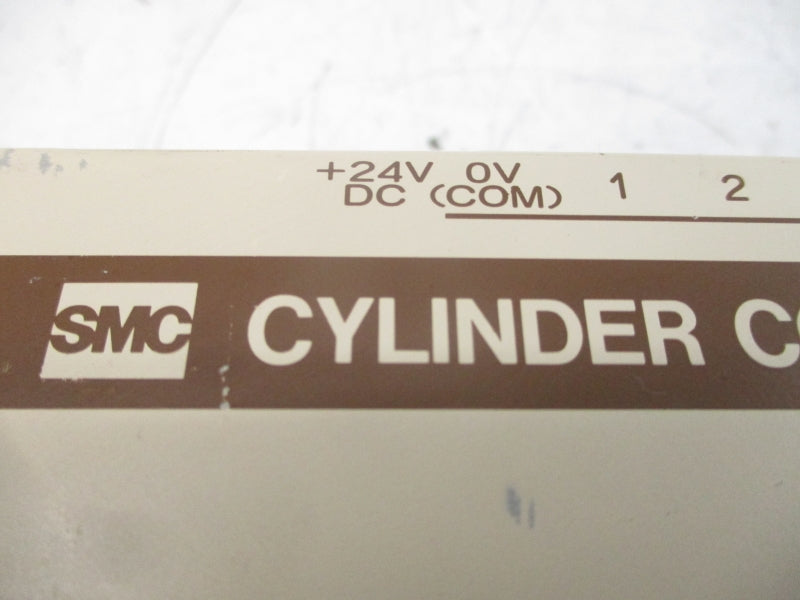 +24V 0V
DC (COM) 1 2
SMC CYLINDER